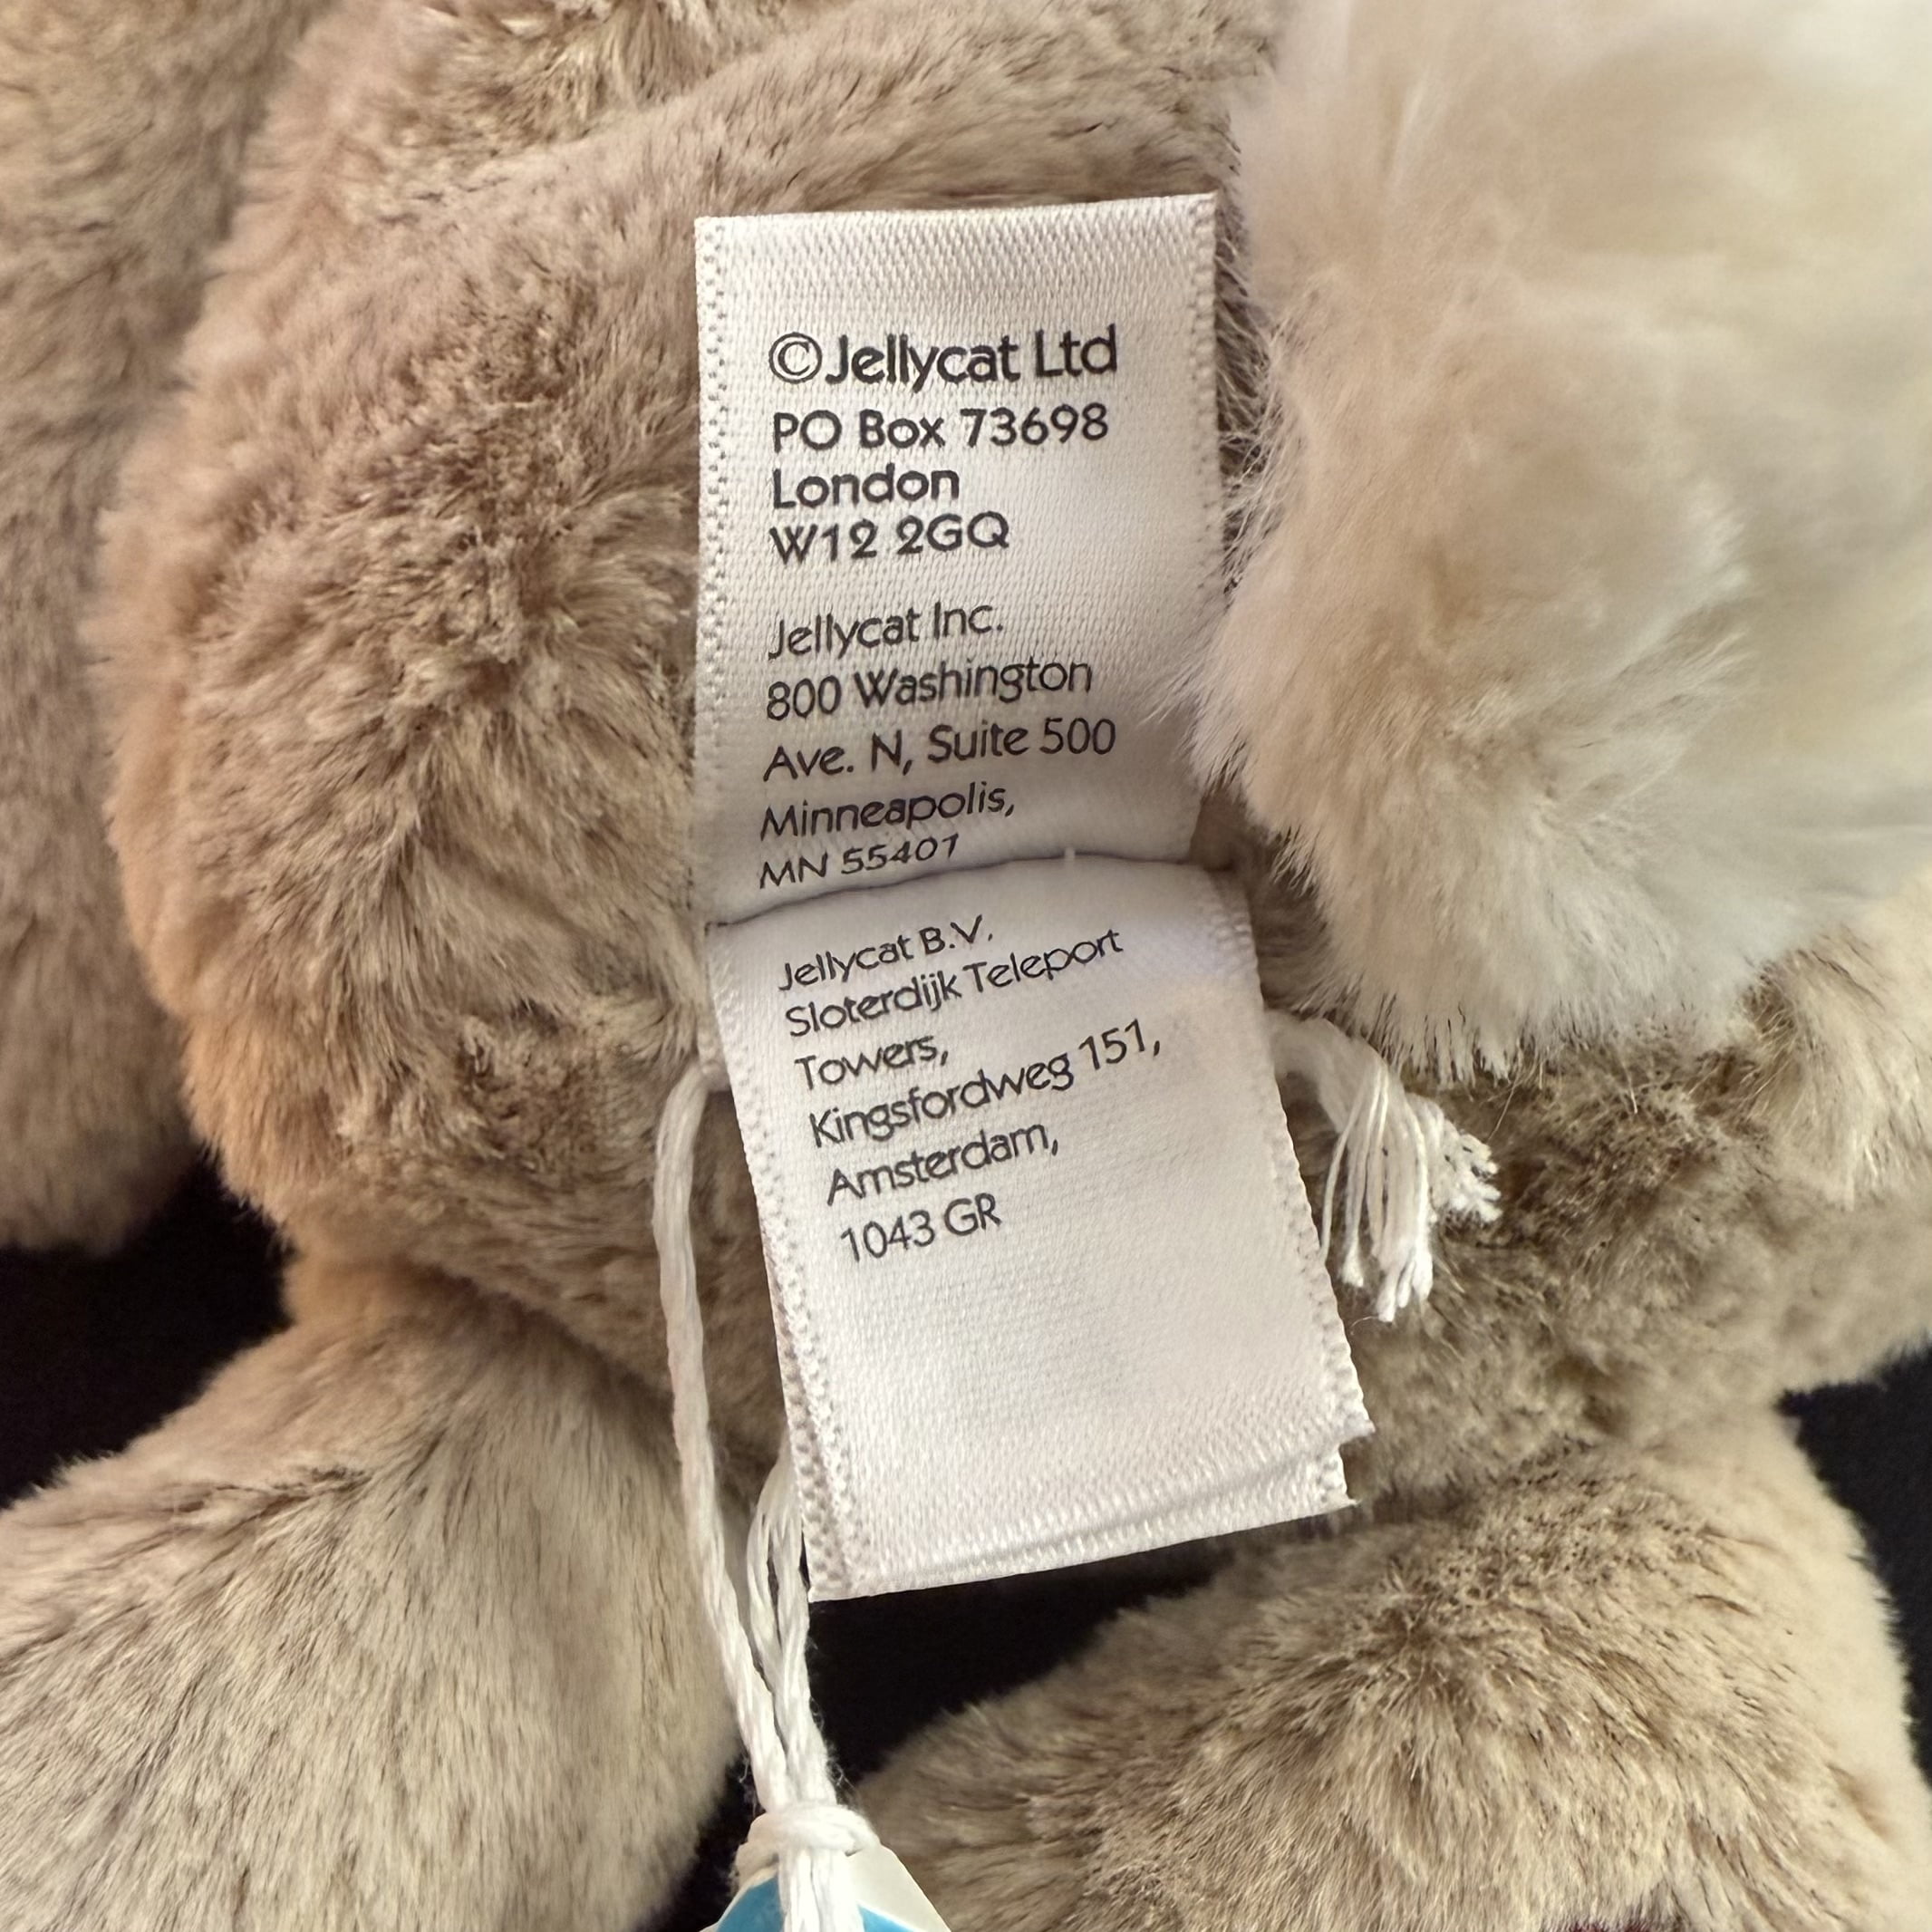 ©Jellycat Ltd
PO Box 73698
London
W12 2GQ
Jellycat Inc.
800 Washington
Ave. N, Suite 500
Minneapolis,
MN 55401
Jellycat B.V.
Sloterdijk Teleport
Towers,
Kingsfordweg 151,
Amsterdam,
1043 GR